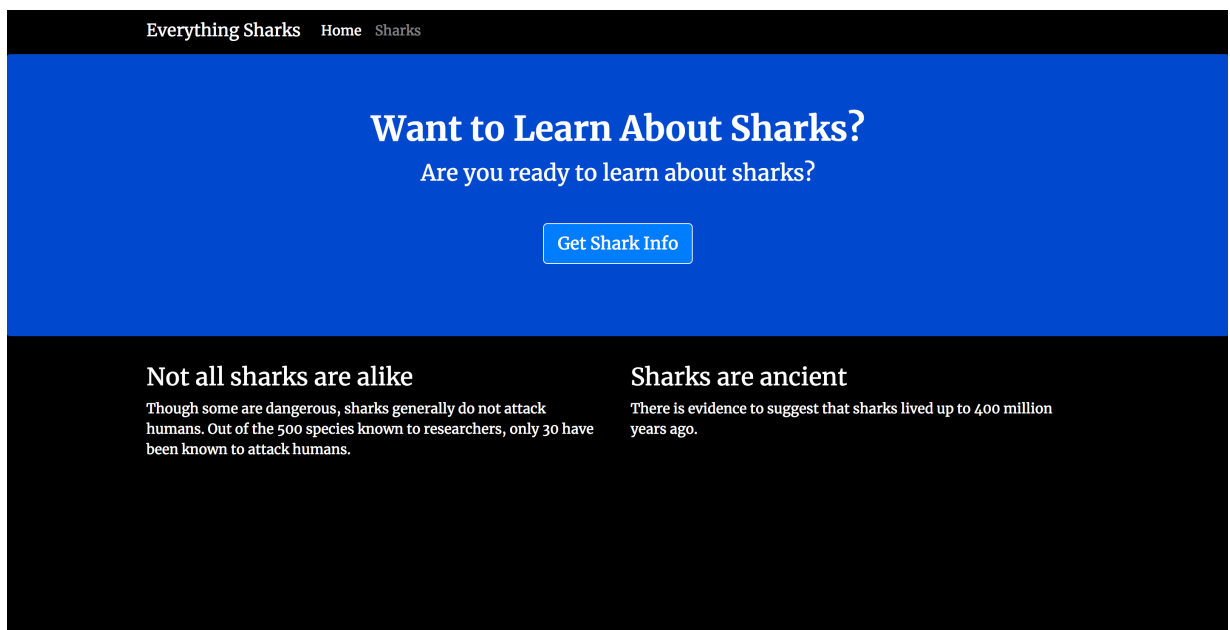 Everything Sharks Home Sharks
Want to Learn About Sharks?
Are you ready to learn about sharks?
Get Shark Info
Not all sharks are alike
Though some are dangerous, sharks generally do not attack
humans. Out of the 500 species known to researchers, only 30 have
been known to attack humans.
Sharks are ancient
There is evidence to suggest that sharks lived up to 400 million
years ago.